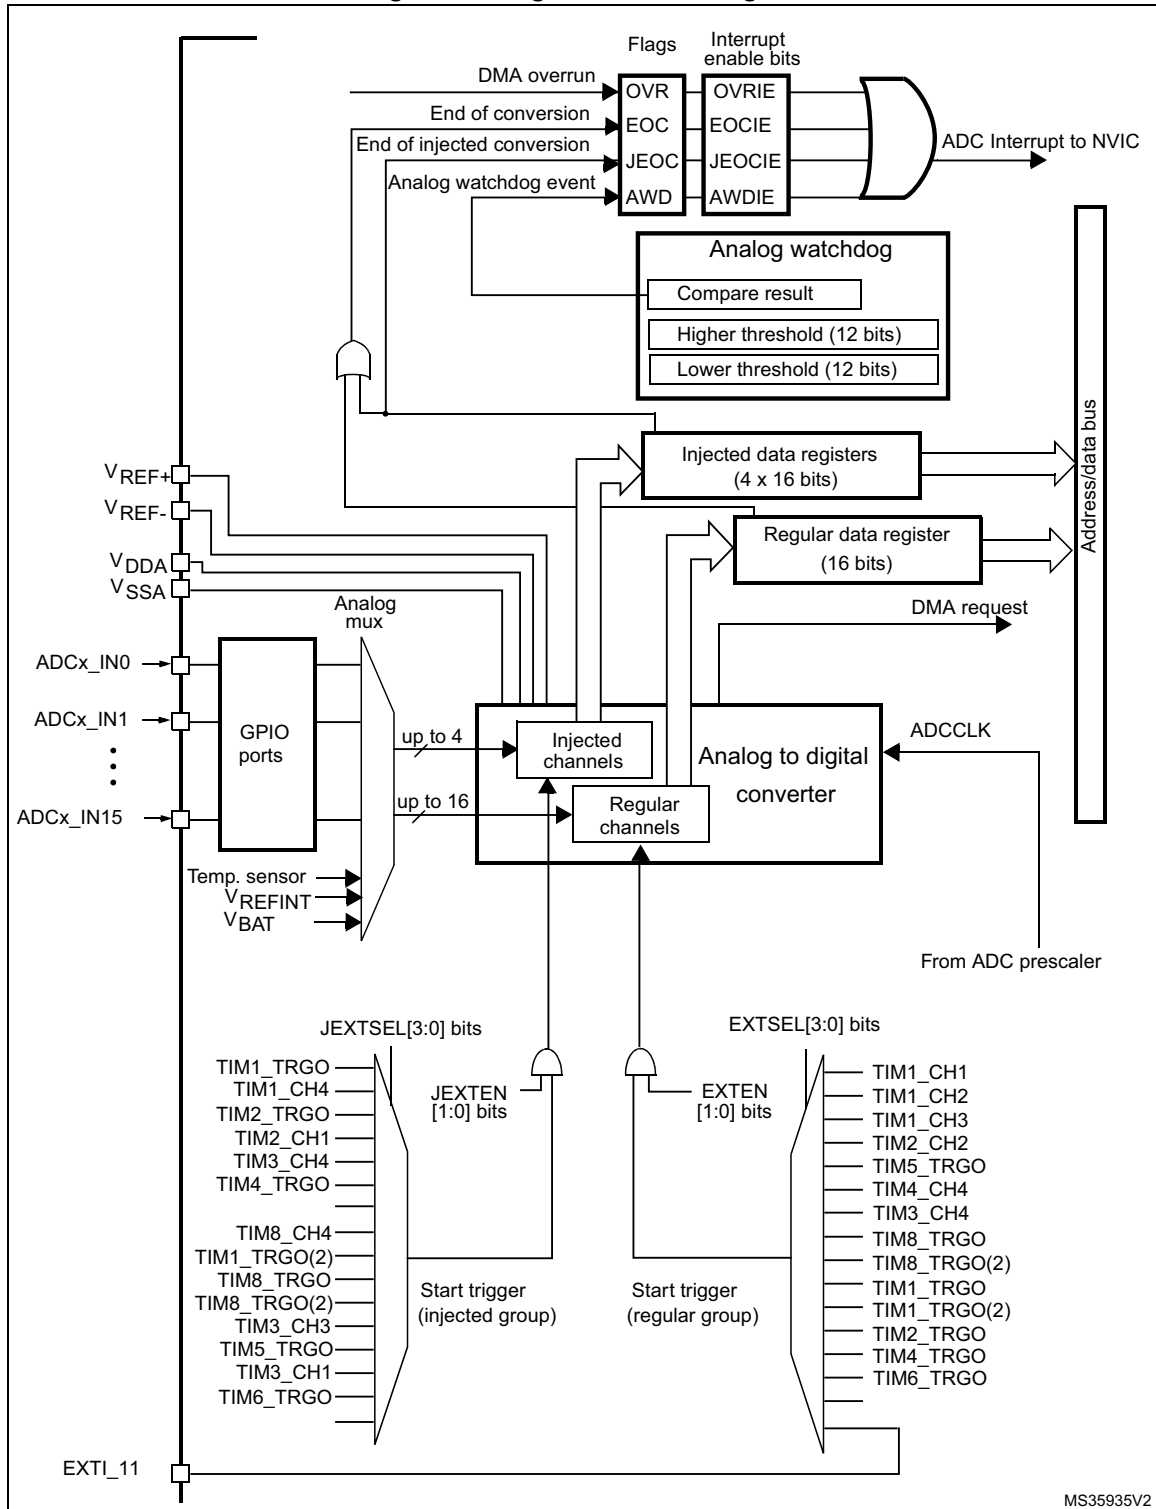 Flags
Interrupt
enable bits
DMA overrun
OVR
OVRIE
End of conversion
EOC
EOCIE
ADC Interrupt to NVIC
End of injected conversion
JEOC
JEOCIE
Analog watchdog event
AWD
AWDIE
Analog watchdog
Compare result
Higher threshold (12 bits)
Lower threshold (12 bits)
Address/data bus
Injected data registers
(4 x 16 bits)
VREF+
VREF-
Regular data register
(16 bits)
VDDA
VSSA
Analog
mux
DMA request
ADCx_IN0
ADCx_IN1
GPIO
ports
up to 4
Injected
channels
Analog to digital
converter
ADCCLK
ADCx_IN15
up to 16
Regular
channels
Temp. sensor
VREFINT
VBAT
From ADC prescaler
JEXTSEL[3:0] bits
EXTSEL[3:0] bits
JEXTEN
[1:0] bits
EXTEN
[1:0] bits
TIM1_TRGO
TIM1_CH4
TIM2_TRGO
TIM2_CH1
TIM3_CH4
TIM4_TRGO
TIM8_CH4
TIM1_TRGO(2)
TIM8_TRGO
TIM8_TRGO(2)
TIM3_CH3
TIM5_TRGO
TIM3_CH1
TIM6_TRGO
Start trigger
(injected group)
Start trigger
(regular group)
TIM1_CH1
TIM1_CH2
TIM1_CH3
TIM2_CH2
TIM5_TRGO
TIM4_CH4
TIM3_CH4
TIM8_TRGO
TIM8_TRGO(2)
TIM1_TRGO
TIM1_TRGO(2)
TIM2_TRGO
TIM4_TRGO
TIM6_TRGO
EXTI_11
MS35935V2